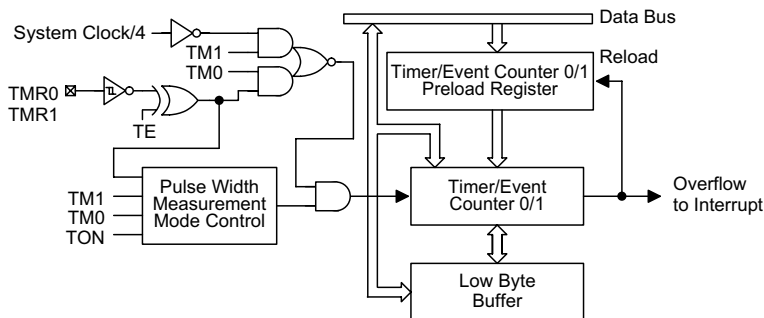 System Clock/4
TM1
TM0
TMR0
TMR1
TE
TM1
TM0
TON
Pulse Width
Measurement
Mode Control
Data Bus
Timer/Event Counter 0/1
Preload Register
Reload
Timer/Event
Counter 0/1
Overflow
to Interrupt
Low Byte
Buffer